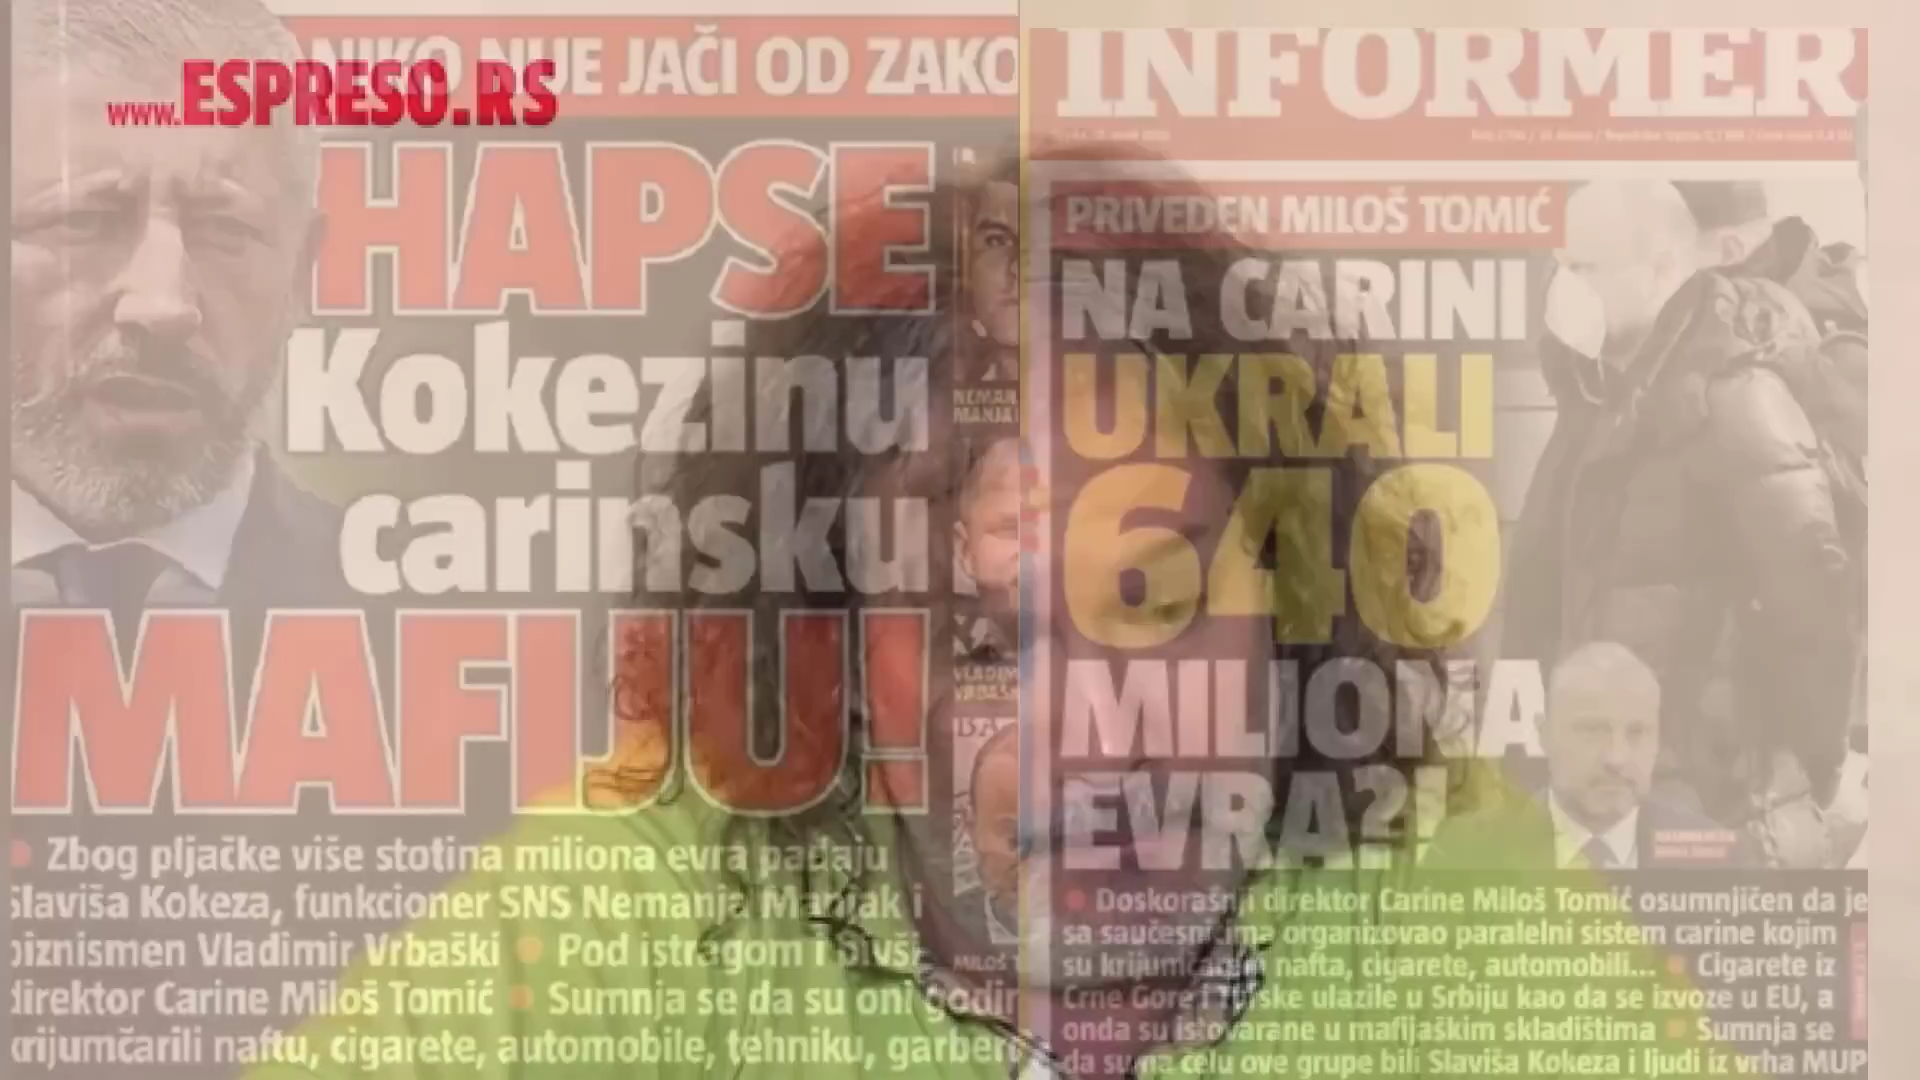 www.ESPRESO.RS
NIKO NIJE JAČI OD ZAKO
HAPSE
Kokezinu
carinsku
MAFIJU!
Zbog pljačke više stotina miliona evra padaju
Slaviša Kokeza, funkcioner SNS Nemanja Manjak i
biznismen Vladimir Vrbaški • Pod istragom i bivši
direktor Carine Miloš Tomić • Sumnja se da su oni godin
krijumčarili naftu, cigarete, automobile, tehniku, garder
INFORMER
PRIVEDEN MILOŠ TOMIĆ
NA CARINI
UKRALI
640
MILIONA
EVRA?!
• Doskorašnji direktor Carine Miloš Tomić osumnjičen da je
sa saučesnicima organizovao paralelni sistem carine kojim
su krijumčareni nafta, cigarete, automobili... • Cigarete iz
Crne Gore i Turske ulazile u Srbiju kao da se izvoze u EU, a
onda su istovarane u mafijaškim skladištima • Sumnja se
da su na čelu ove grupe bili Slaviša Kokeza i ljudi iz vrha MUP